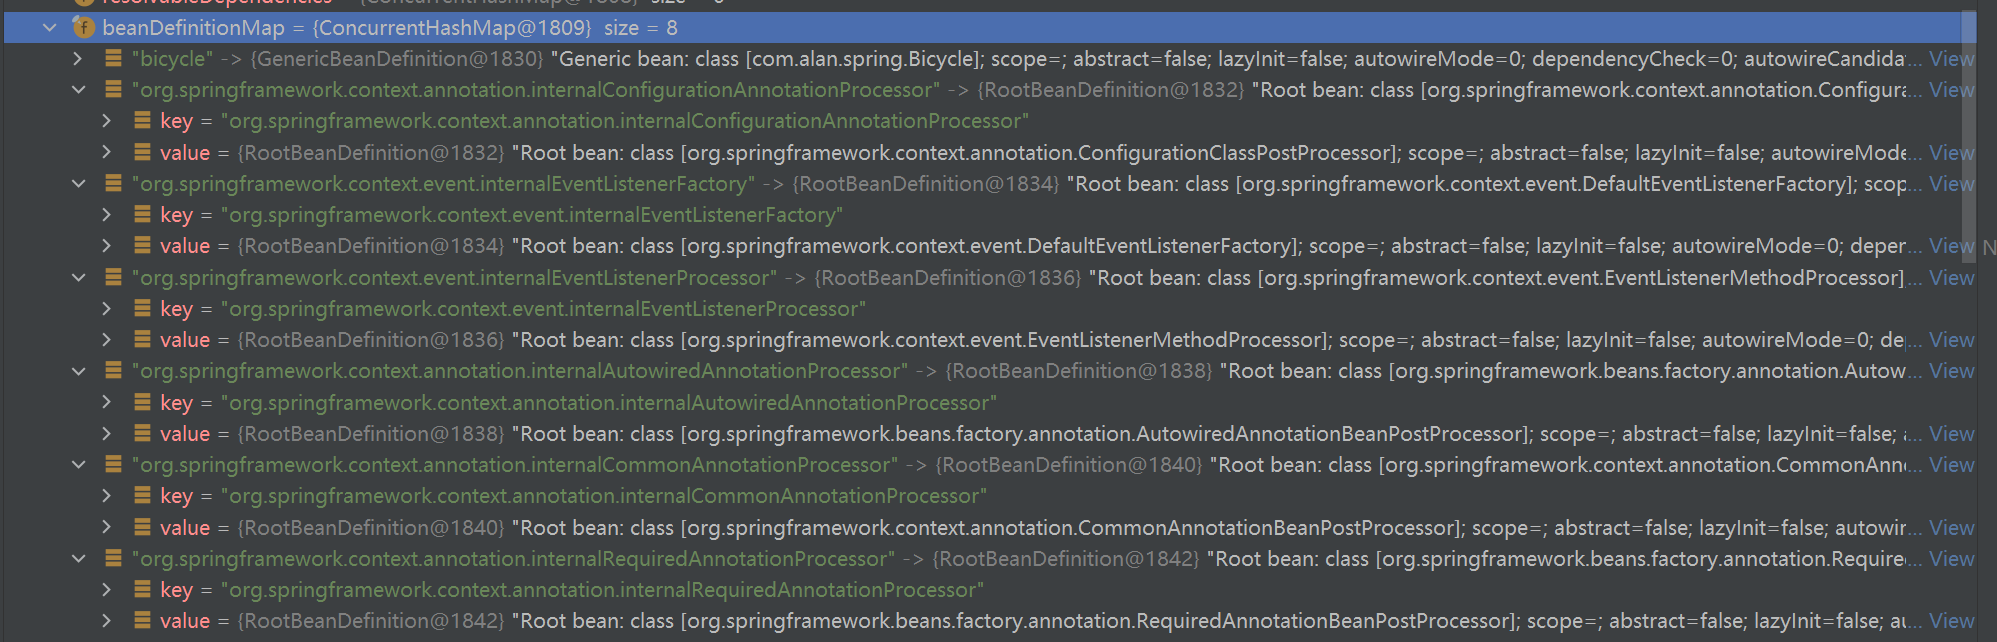 resolvableDependencies = {ConcurrentHashMap@1808} size = 6
beanDefinitionMap = {ConcurrentHashMap@1809} size = 8
"bicycle" -> {GenericBeanDefinition@1830} "Generic bean: class [com.alan.spring.Bicycle]; scope=; abstract=false; lazyInit=false; autowireMode=0; dependencyCheck=0; autowireCandida... View
"org.springframework.context.annotation.internalConfigurationAnnotationProcessor" -> {RootBeanDefinition@1832} "Root bean: class [org.springframework.context.annotation.Configura... View
key = "org.springframework.context.annotation.internalConfigurationAnnotationProcessor"
value = {RootBeanDefinition@1832} "Root bean: class [org.springframework.context.annotation.ConfigurationClassPostProcessor]; scope=; abstract=false; lazyInit=false; autowireMode... View
"org.springframework.context.event.internalEventListenerFactory" -> {RootBeanDefinition@1834} "Root bean: class [org.springframework.context.event.DefaultEventListenerFactory]; scop... View
key = "org.springframework.context.event.internalEventListenerFactory"
value = {RootBeanDefinition@1834} "Root bean: class [org.springframework.context.event.DefaultEventListenerFactory]; scope=; abstract=false; lazyInit=false; autowireMode=0; deper... View N
"org.springframework.context.event.internalEventListenerProcessor" -> {RootBeanDefinition@1836} "Root bean: class [org.springframework.context.event.EventListenerMethodProcessor]... View
key = "org.springframework.context.event.internalEventListenerProcessor"
value = {RootBeanDefinition@1836} "Root bean: class [org.springframework.context.event.EventListenerMethodProcessor]; scope=; abstract=false; lazyInit=false; autowireMode=0; de... View
"org.springframework.context.annotation.internalAutowiredAnnotationProcessor" -> {RootBeanDefinition@1838} "Root bean: class [org.springframework.beans.factory.annotation.Autow... View
key = "org.springframework.context.annotation.internalAutowiredAnnotationProcessor"
value = {RootBeanDefinition@1838} "Root bean: class [org.springframework.beans.factory.annotation.AutowiredAnnotationBeanPostProcessor]; scope=; abstract=false; lazyInit=false; ... View
"org.springframework.context.annotation.internalCommonAnnotationProcessor" -> {RootBeanDefinition@1840} "Root bean: class [org.springframework.context.annotation.CommonAnn... View
key = "org.springframework.context.annotation.internalCommonAnnotationProcessor"
value = {RootBeanDefinition@1840} "Root bean: class [org.springframework.context.annotation.CommonAnnotationBeanPostProcessor]; scope=; abstract=false; lazyInit=false; autowir... View
"org.springframework.context.annotation.internalRequiredAnnotationProcessor" -> {RootBeanDefinition@1842} "Root bean: class [org.springframework.beans.factory.annotation.Require... View
key = "org.springframework.context.annotation.internalRequiredAnnotationProcessor"
value = {RootBeanDefinition@1842} "Root bean: class [org.springframework.beans.factory.annotation.RequiredAnnotationBeanPostProcessor]; scope=; abstract=false; lazyInit=false; au... View